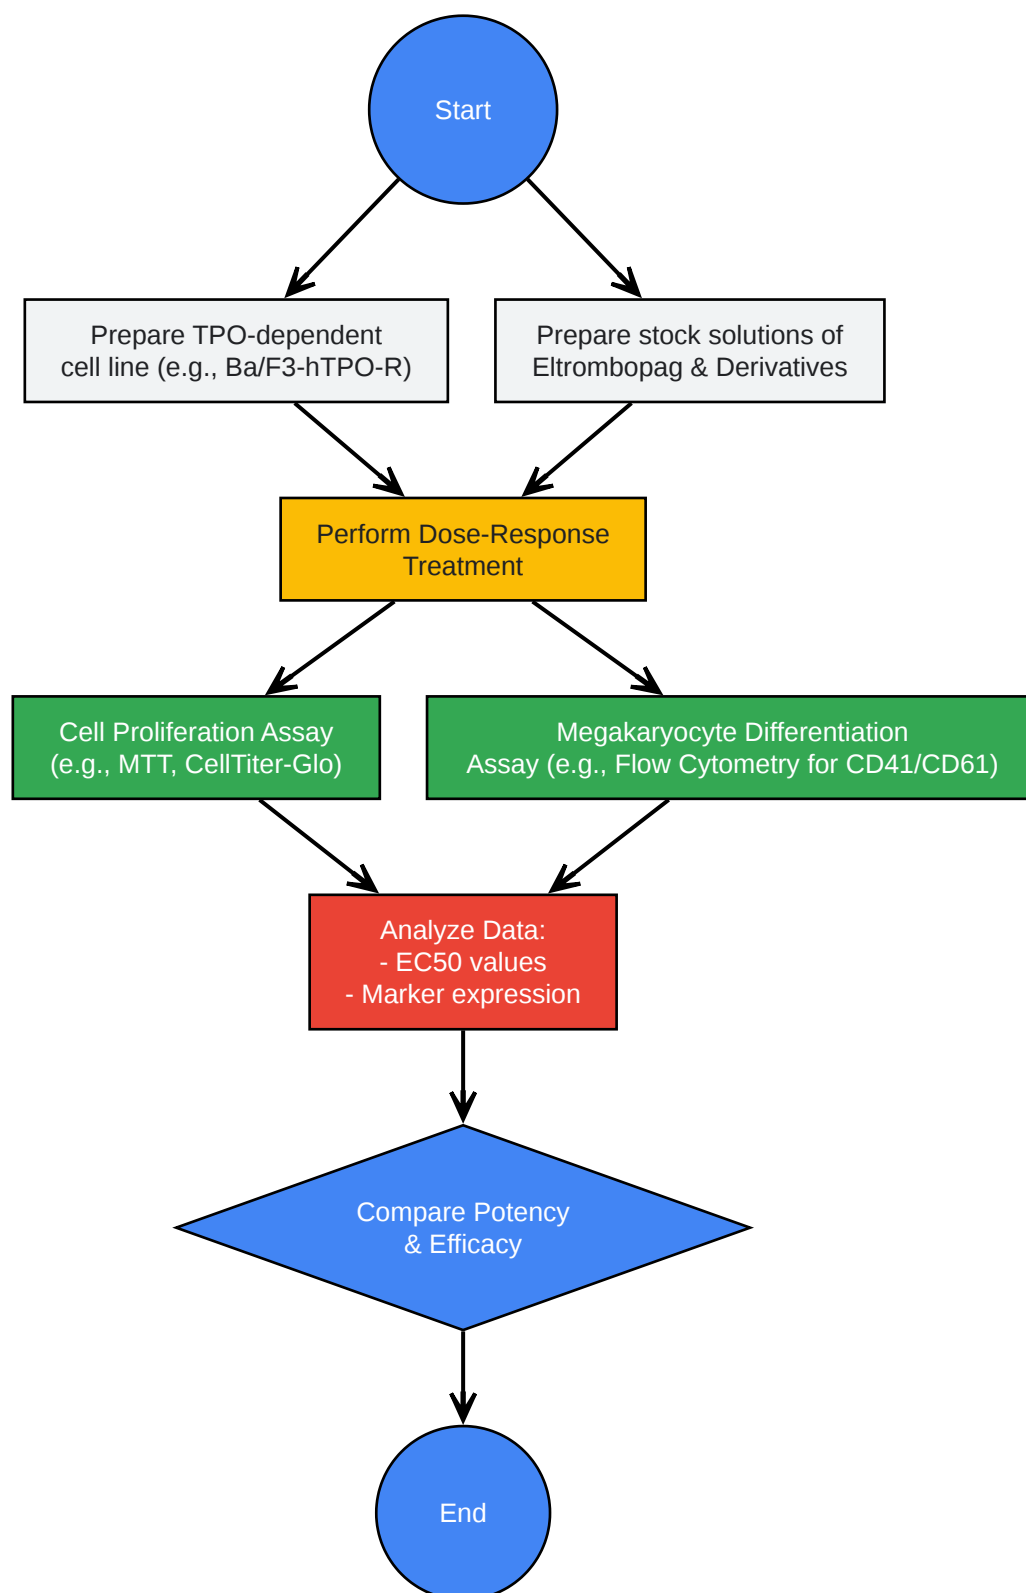 Start
Prepare TPO-dependent
cell line (e.g., Ba/F3-hTPO-R)
Prepare stock solutions of
Eltrombopag & Derivatives
Perform Dose-Response
Treatment
Cell Proliferation Assay
(e.g., MTT, CellTiter-Glo)
Megakaryocyte Differentiation
Assay (e.g., Flow Cytometry for CD41/CD61)
Analyze Data:
- EC50 values
- Marker expression
Compare Potency
& Efficacy
End